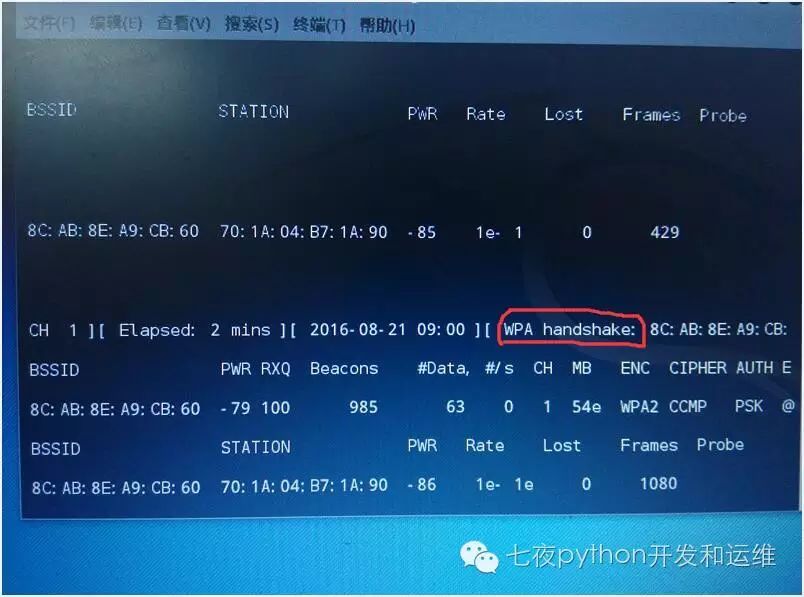 文件(F) 编辑(E) 查看(V) 搜索(S) 终端(T) 帮助(H)
BSSID STATION PWR Rate Lost Frames Probe
8C:AB:8E:A9:CB:60 70:1A:04:B7:1A:90 -85 1e- 1 0 429
CH 1 ][ Elapsed: 2 mins ][ 2016-08-21 09:00 ][ WPA handshake: 8C:AB:8E:A9:CB:
BSSID PWR RXQ Beacons #Data, #/s CH MB ENC CIPHER AUTH E
8C:AB:8E:A9:CB:60 -79 100 985 63 0 1 54e WPA2 CCMP PSK @
BSSID STATION PWR Rate Lost Frames Probe
8C:AB:8E:A9:CB:60 70:1A:04:B7:1A:90 -86 1e- 1e 0 1080
七夜python开发和运维